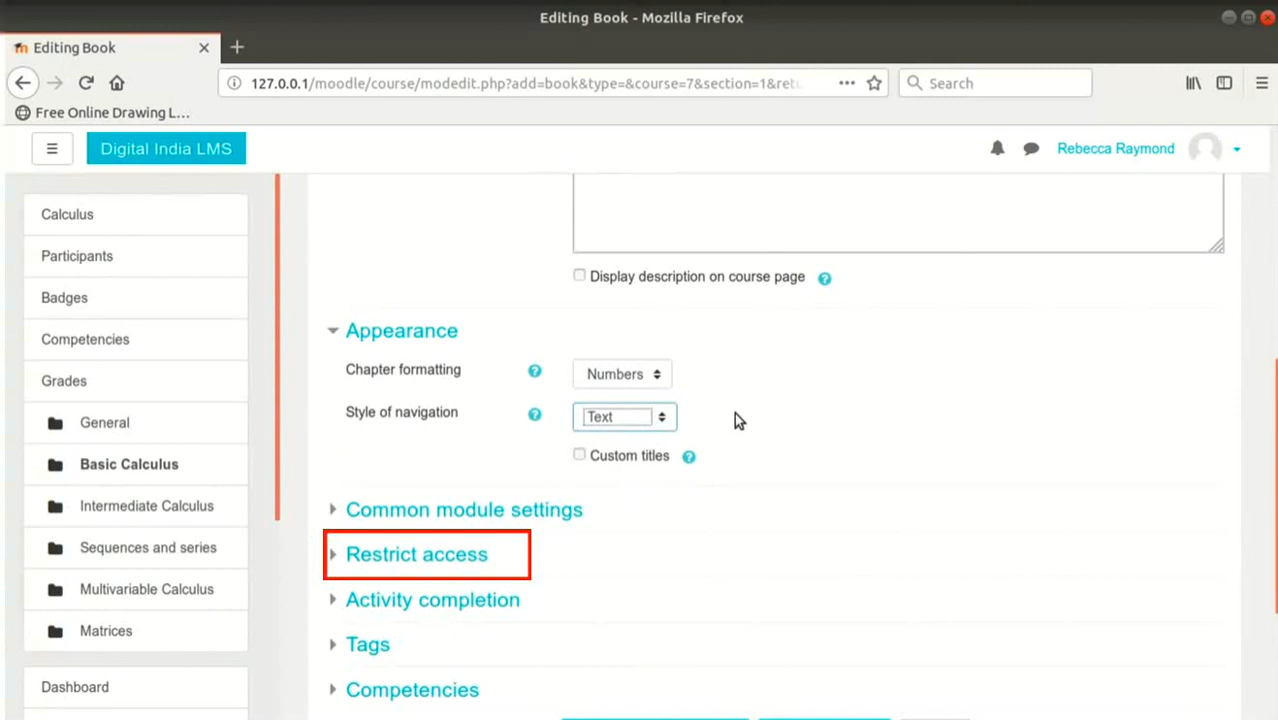 Editing Book - Mozilla Firefox
Editing Book
127.0.0.1/moodle/course/modedit.php?add=book&type=&course=7&section=1&retu
Search
Free Online Drawing L...
Digital India LMS
Rebecca Raymond
Calculus
Participants
Badges
Competencies
Grades
General
Basic Calculus
Intermediate Calculus
Sequences and series
Multivariable Calculus
Matrices
Dashboard
Display description on course page
Appearance
Chapter formatting
Numbers
Style of navigation
Text
Custom titles
Common module settings
Restrict access
Activity completion
Tags
Competencies